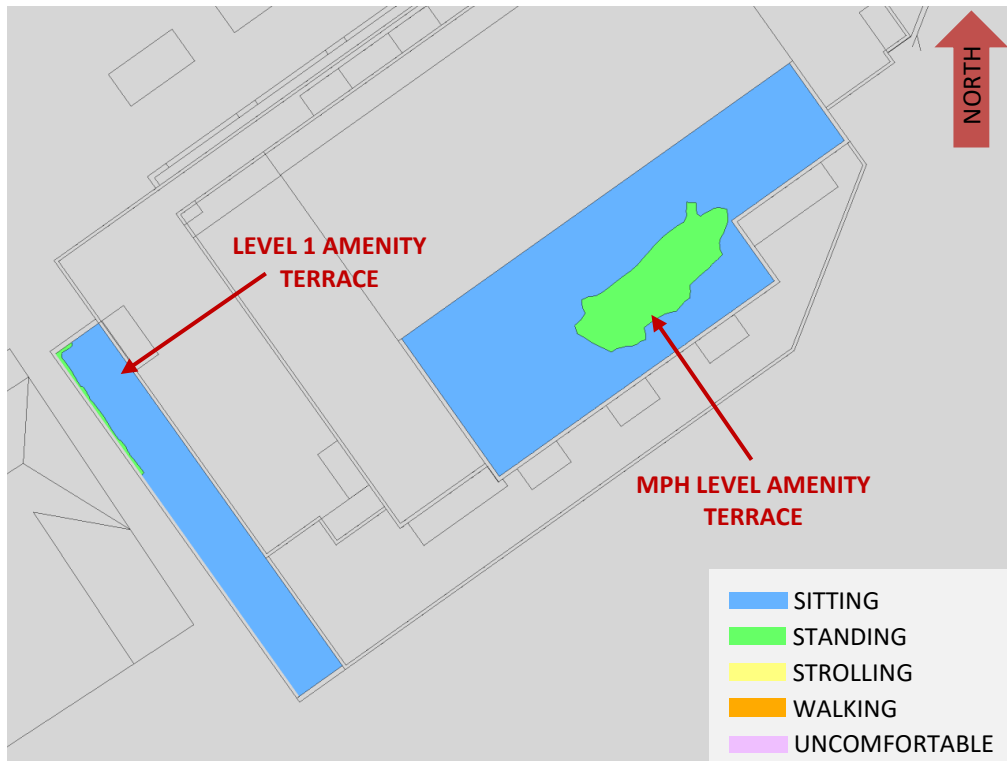 NORTH
LEVEL 1 AMENITY
TERRACE
MPH LEVEL AMENITY
TERRACE
SITTING
STANDING
STROLLING
WALKING
UNCOMFORTABLE